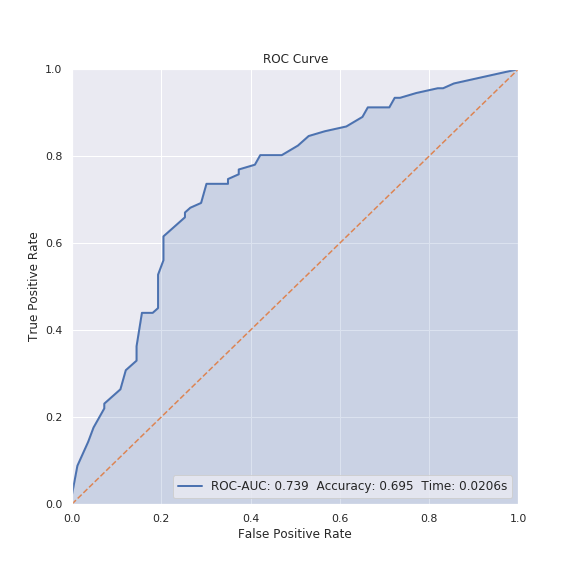 ROC Curve
1.0
0.8
0.6
0.4
0.2
0.0
True Positive Rate
ROC-AUC: 0.739  Accuracy: 0.695  Time: 0.0206s
0.0 0.2 0.4 0.6 0.8 1.0
False Positive Rate